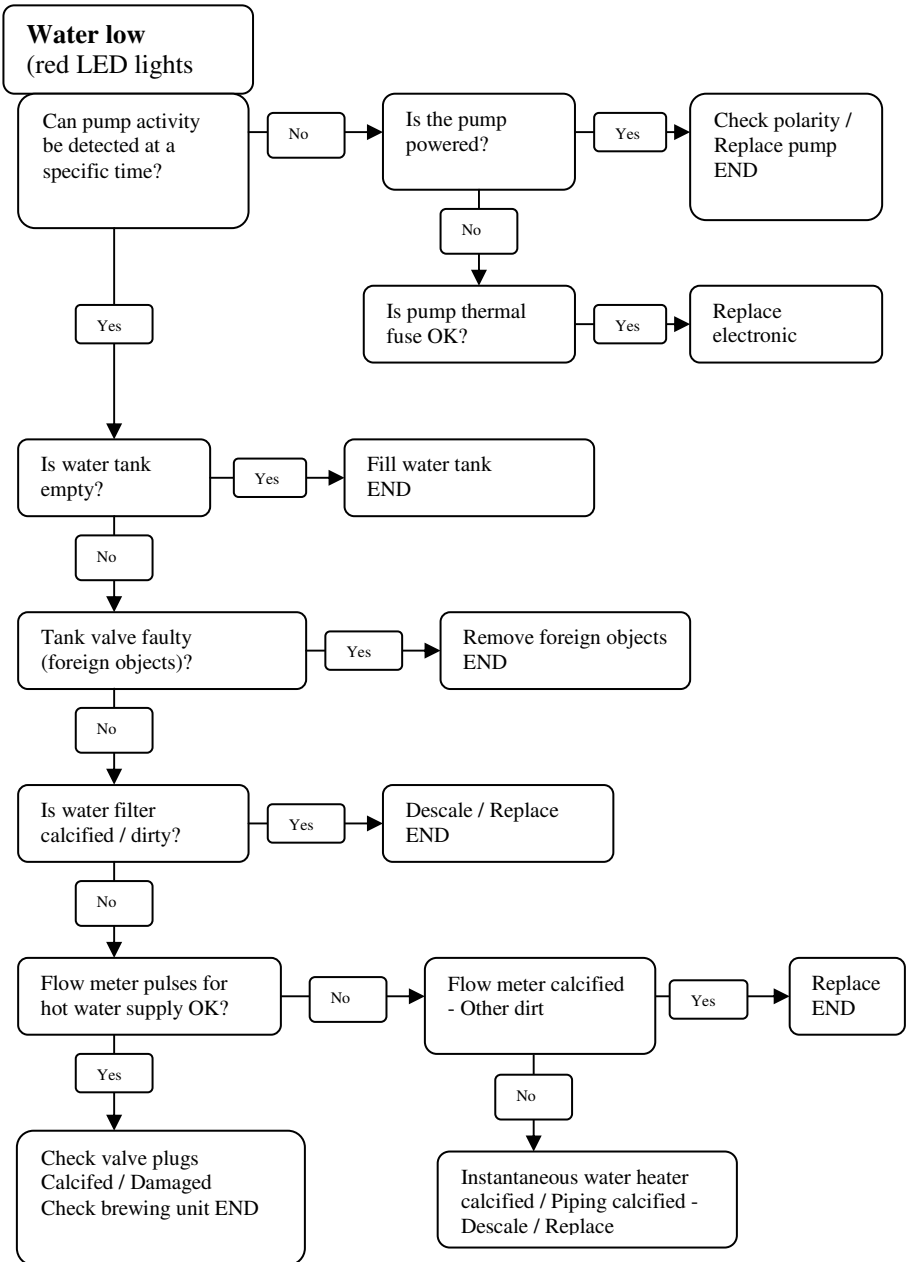 Water low
(red LED lights
Can pump activity
be detected at a
specific time?
No
Is the pump
powered?
Yes
Check polarity /
Replace pump
END
No
Is pump thermal
fuse OK?
Yes
Replace
electronic
Yes
Is water tank
empty?
Yes
Fill water tank
END
No
Tank valve faulty
(foreign objects)?
Yes
Remove foreign objects
END
No
Is water filter
calcified / dirty?
Yes
Descale / Replace
END
No
Flow meter pulses for
hot water supply OK?
No
Flow meter calcified
- Other dirt
Yes
Replace
END
Yes
Check valve plugs
Calcifed / Damaged
Check brewing unit END
No
Instantaneous water heater
calcified / Piping calcified -
Descale / Replace